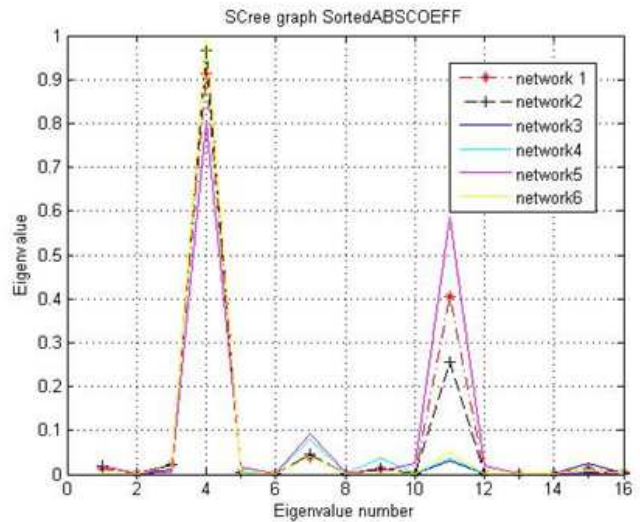 SCree graph SortedABSCOEFF
1
0.9
0.8
0.7
0.6
0.5
0.4
0.3
0.2
0.1
0
Eigenvalue
network 1
network2
network3
network4
network5
network6
0 2 4 6 8 10 12 14 16
Eigenvalue number